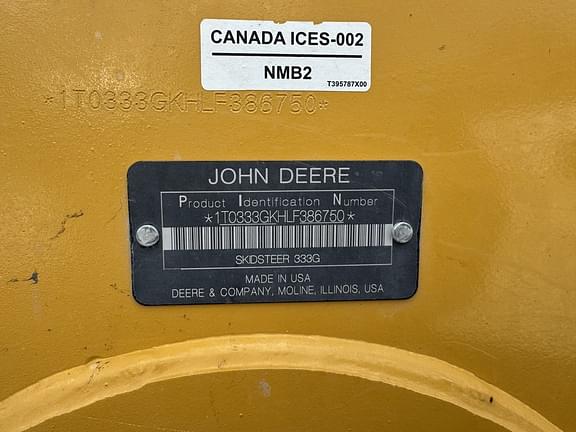 CANADA ICES-002
NMB2
T395787X00
*1T0333GKHLF386750*
JOHN DEERE
Product Identification Number
*1T0333GKHLF386750*
SKIDSTEER 333G
MADE IN USA
DEERE & COMPANY, MOLINE, ILLINOIS, USA